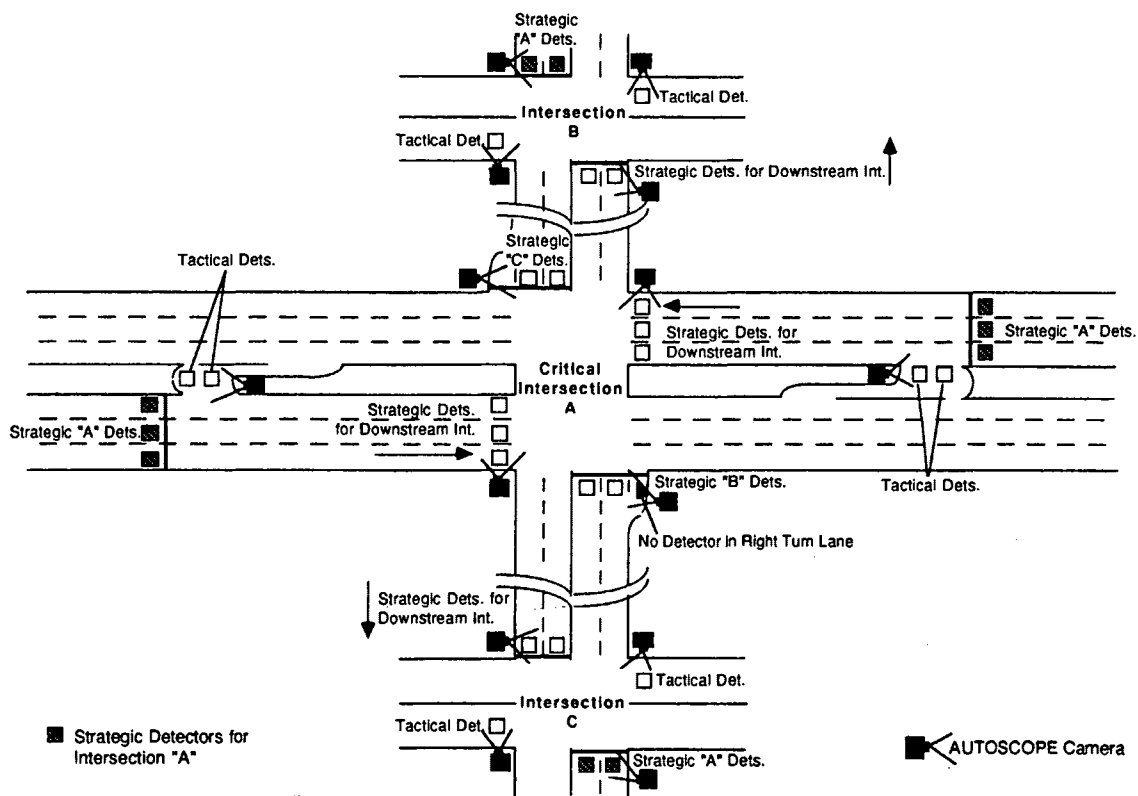 Strategic
"A" Dets.
Tactical Det.
Intersection
B
Tactical Det.
Strategic Dets. for Downstream Int.
Strategic
"C" Dets.
Tactical Dets.
Strategic Dets. for
Downstream Int.
Strategic "A" Dets.
Critical
Intersection
A
Strategic Dets.
for Downstream Int.
Strategic "A" Dets.
Strategic "B" Dets.
Tactical Dets.
No Detector in Right Turn Lane
Strategic Dets. for
Downstream Int.
Tactical Det.
Intersection
C
Tactical Det.
Strategic Detectors for
Intersection "A"
Strategic "A" Dets.
AUTOSCOPE Camera